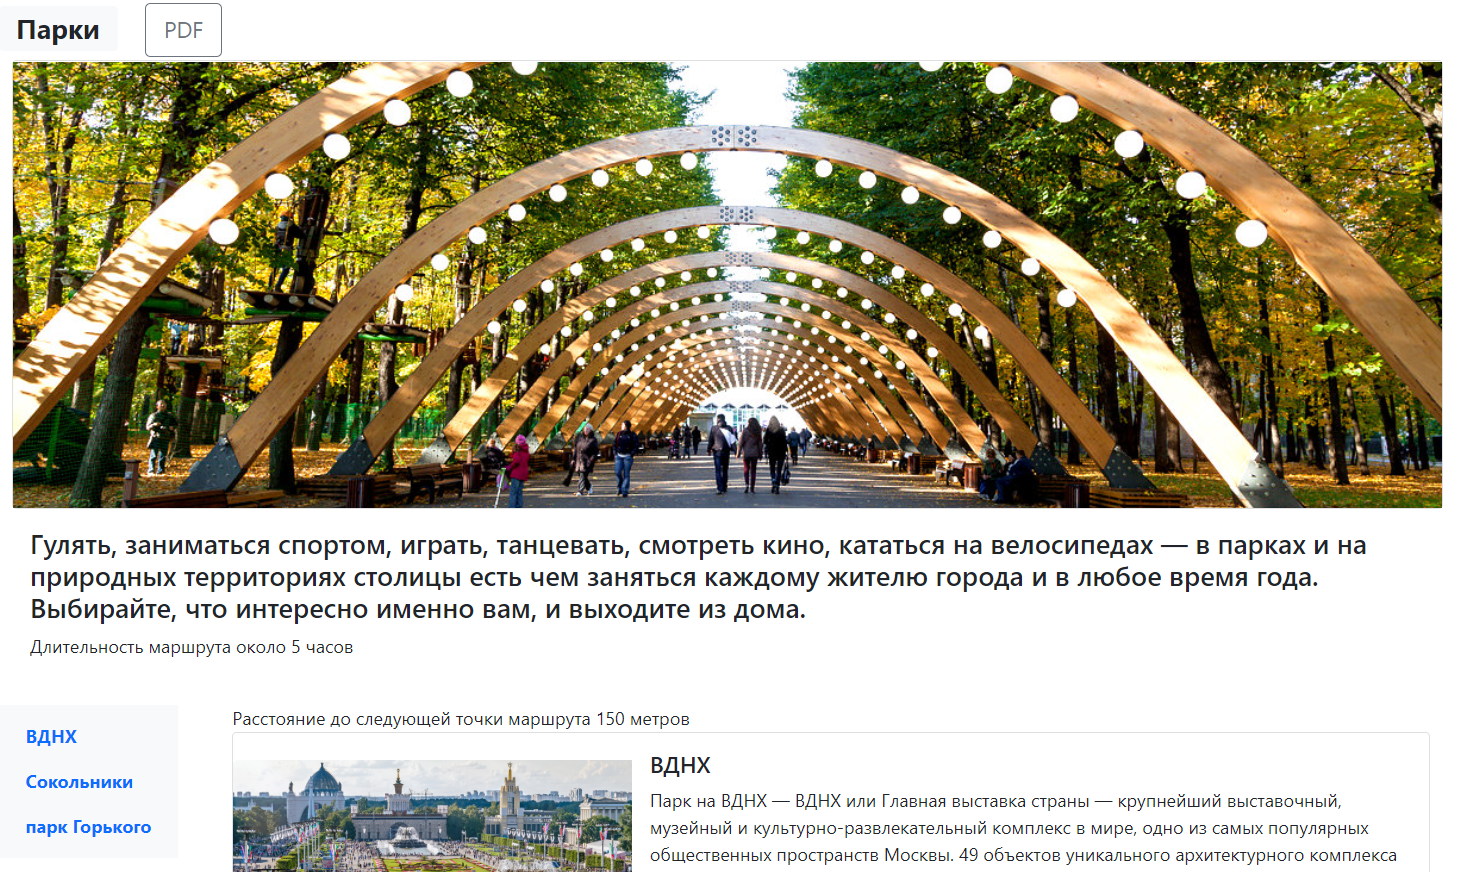 Парки
PDF
Гулять, заниматься спортом, играть, танцевать, смотреть кино, кататься на велосипедах — в парках и на
природных территориях столицы есть чем заняться каждому жителю города и в любое время года.
Выбирайте, что интересно именно вам, и выходите из дома.
Длительность маршрута около 5 часов
ВДНХ
Сокольники
парк Горького
Расстояние до следующей точки маршрута 150 метров
ВДНХ
Парк на ВДНХ — ВДНХ или Главная выставка страны — крупнейший выставочный,
музейный и культурно-развлекательный комплекс в мире, одно из самых популярных
общественных пространств Москвы. 49 объектов уникального архитектурного комплекса